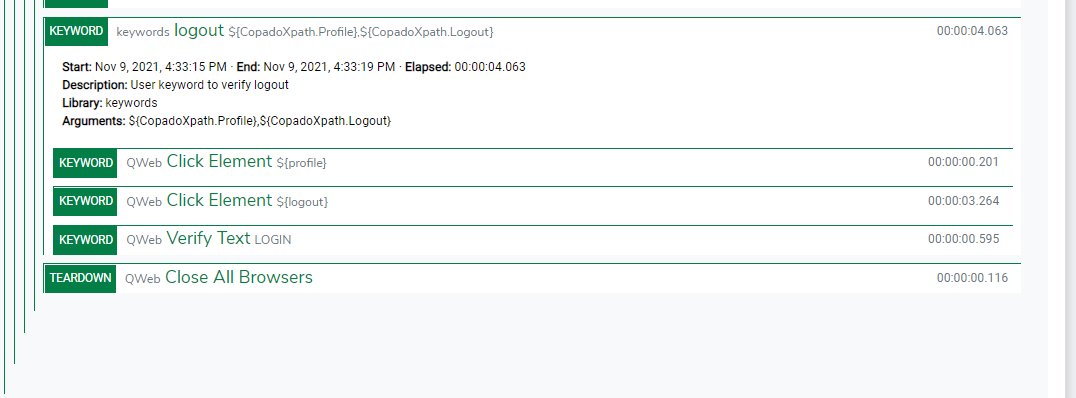 KEYWORD keywords logout ${CopadoXpath.Profile},${CopadoXpath.Logout} 00:00:04.063
Start: Nov 9, 2021, 4:33:15 PM · End: Nov 9, 2021, 4:33:19 PM · Elapsed: 00:00:04.063
Description: User keyword to verify logout
Library: keywords
Arguments: ${CopadoXpath.Profile},${CopadoXpath.Logout}
KEYWORD QWeb Click Element ${profile} 00:00:00.201
KEYWORD QWeb Click Element ${logout} 00:00:03.264
KEYWORD QWeb Verify Text LOGIN 00:00:00.595
TEARDOWN QWeb Close All Browsers 00:00:00.116